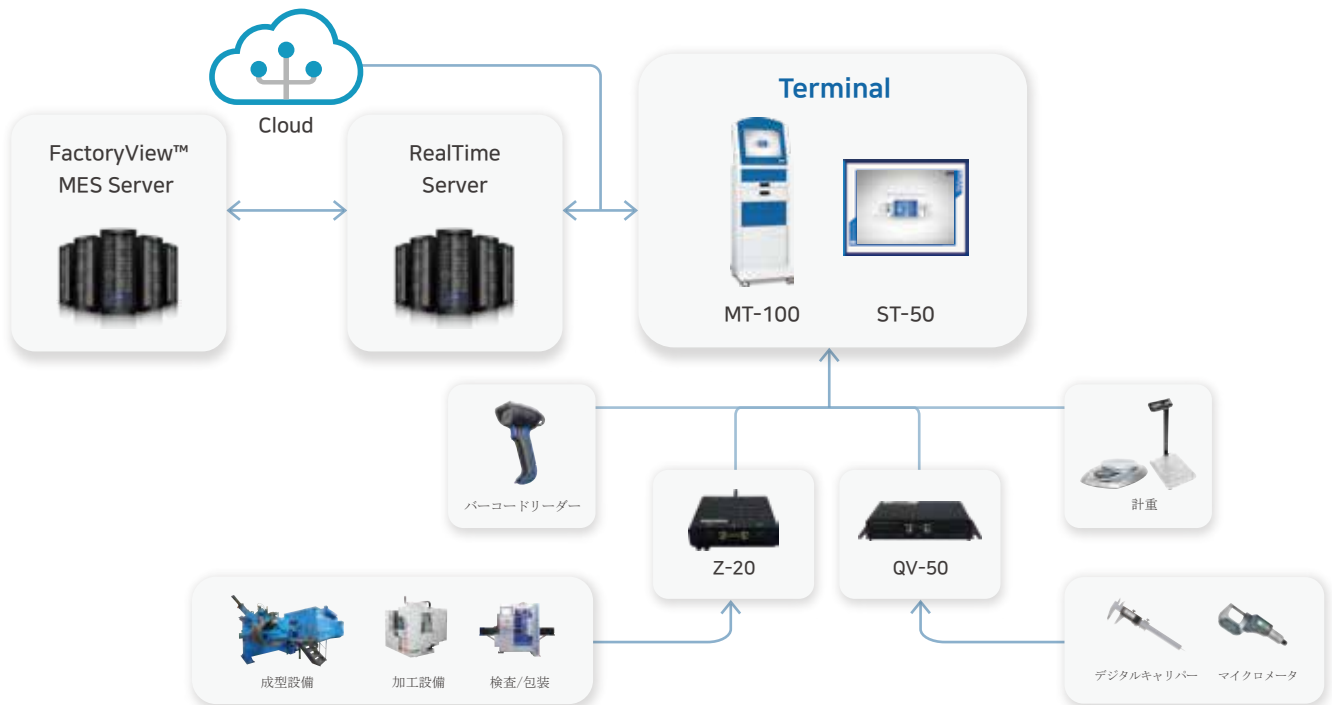 Cloud
FactoryView™
MES Server
RealTime
Server
Terminal
MT-100
ST-50
バーコードリーダー
Z-20
QV-50
計重
成型設備
加工設備
検査/包装
デジタルキャリパー
マイクロメータ